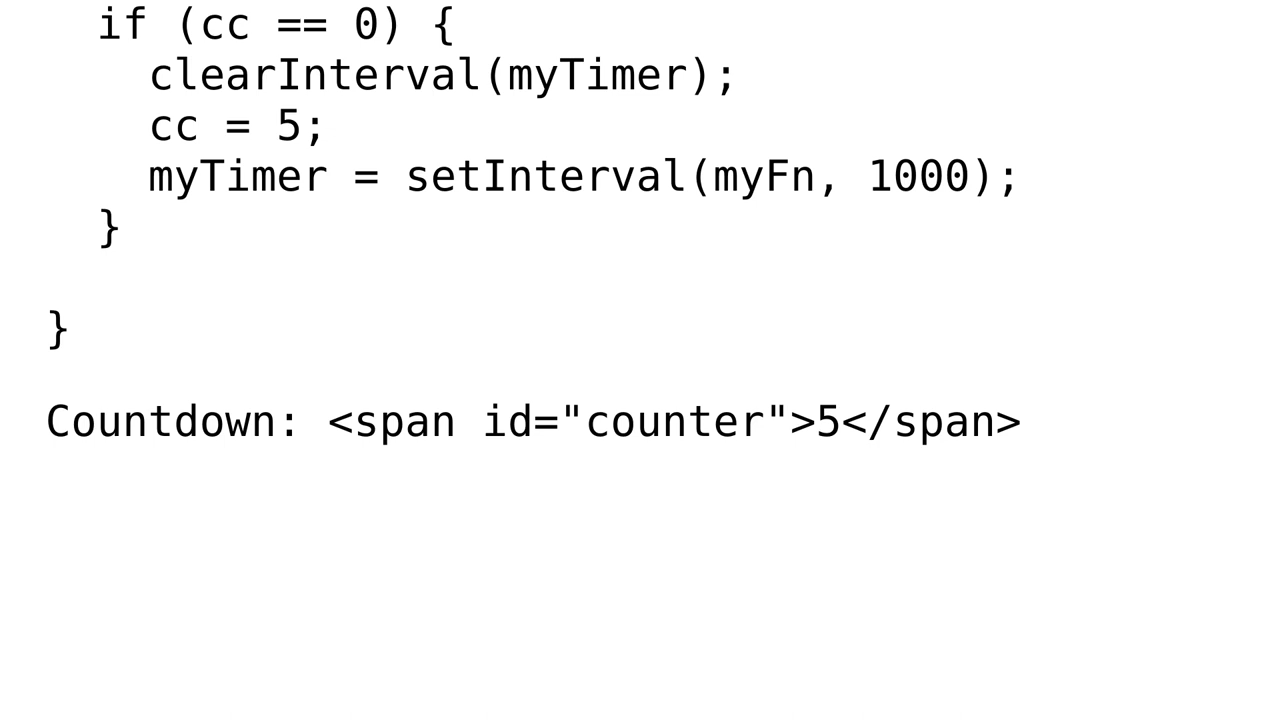 if (cc == 0) {
    clearInterval(myTimer);
    cc = 5;
    myTimer = setInterval(myFn, 1000);
  }

}

Countdown: <span id="counter">5</span>